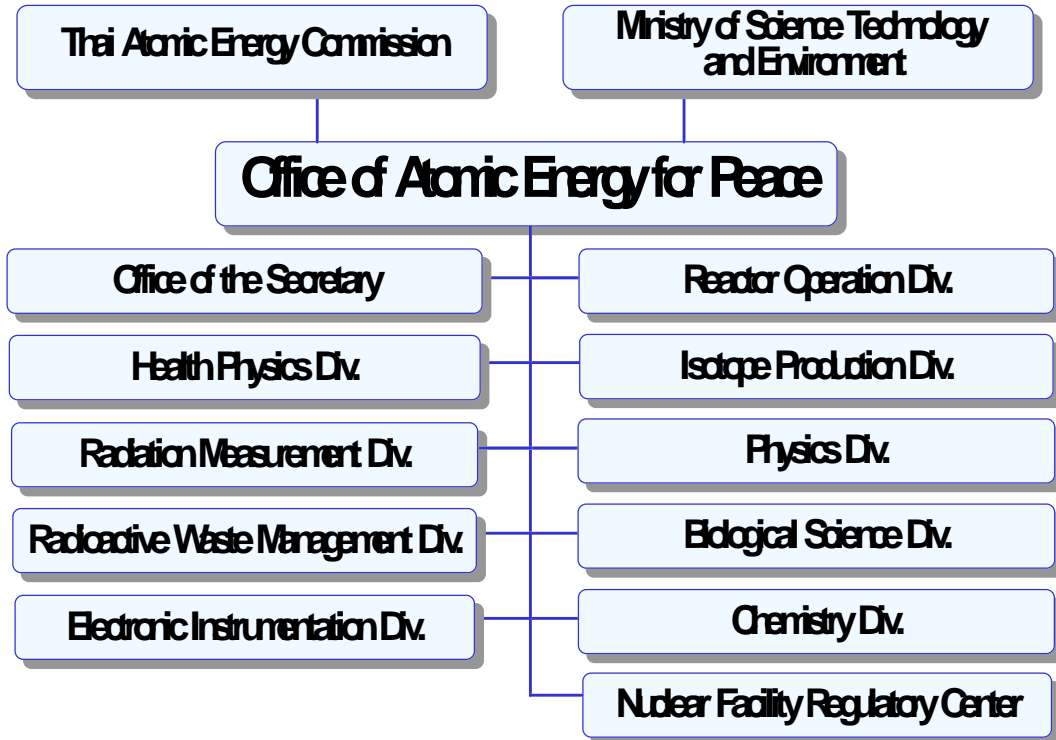 Thai Atomic Energy Commission
Ministry of Science Technology
and Environment
Office of Atomic Energy for Peace
Office of the Secretary
Reactor Operation Div.
Health Physics Div.
Isotope Production Div.
Radiation Measurement Div.
Physics Div.
Radioactive Waste Management Div.
Biological Science Div.
Electronic Instrumentation Div.
Chemistry Div.
Nuclear Facility Regulatory Center